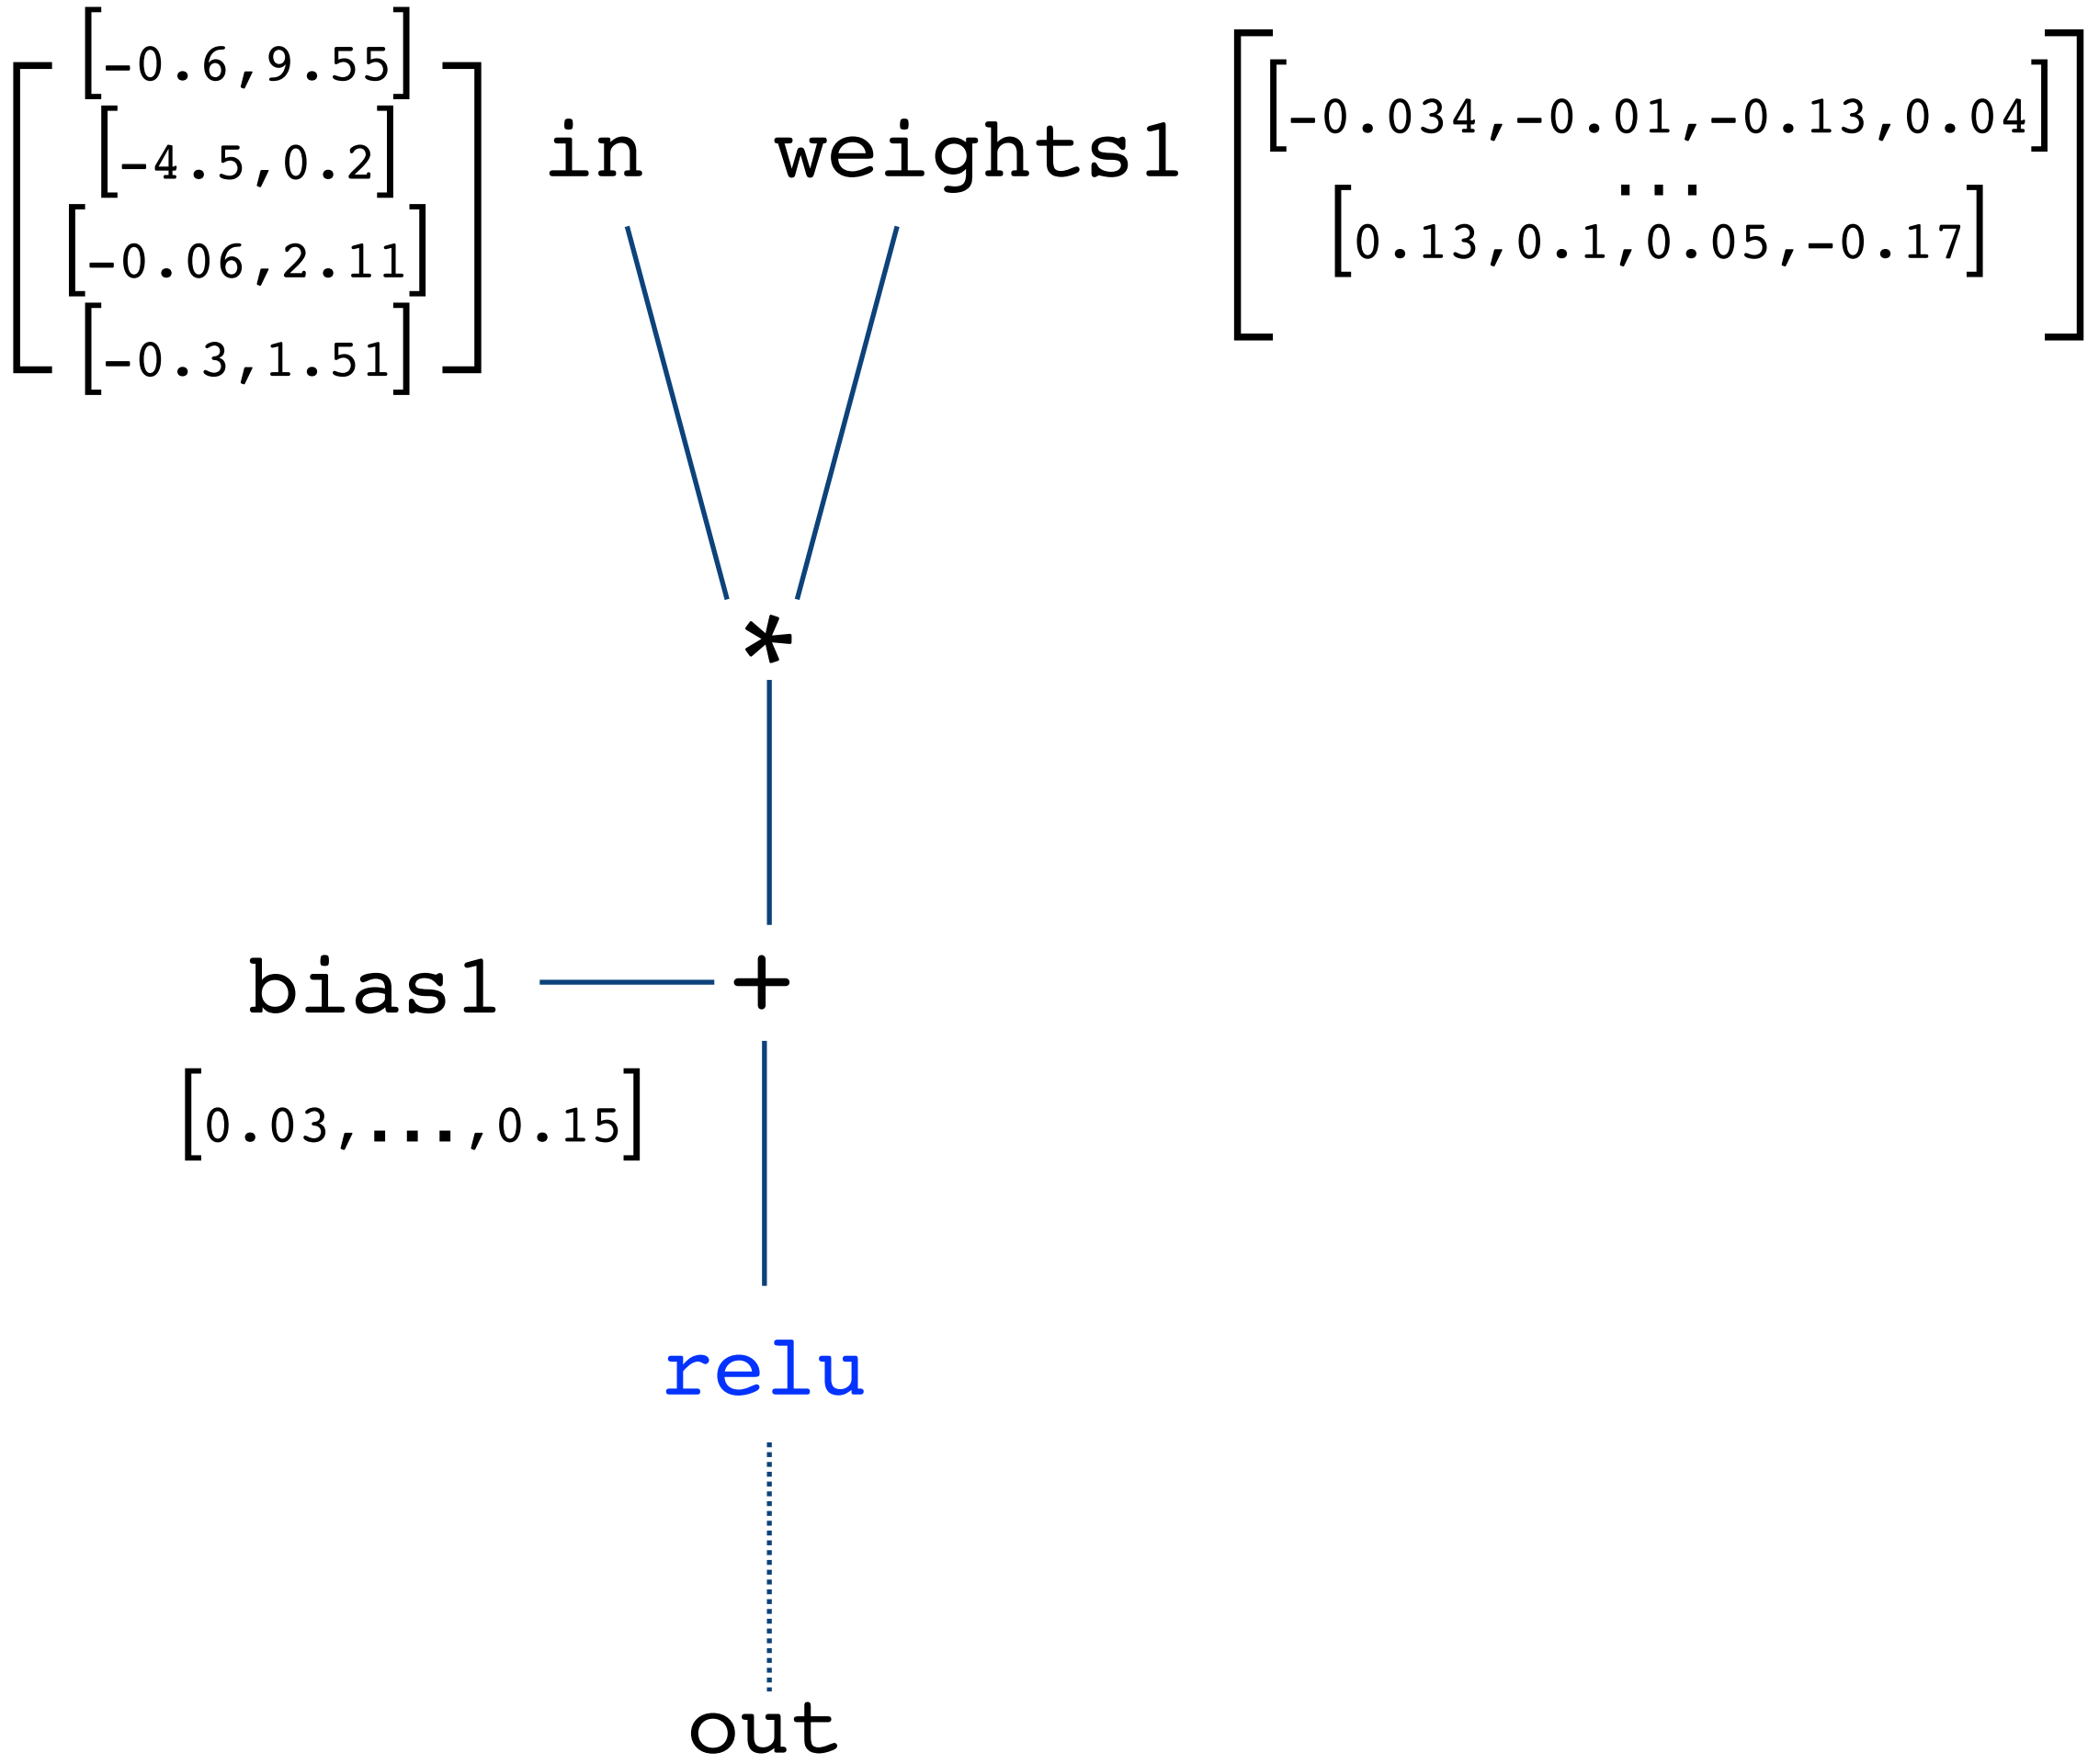 [-0.6,9.55]
[-4.5,0.2]
[-0.06,2.11]
[-0.3,1.51]
in
weights1
[-0.034,-0.01,-0.13,0.04]
...
[0.13,0.1,0.05,-0.17]
*
bias1
+
[0.03,...,0.15]
relu
out